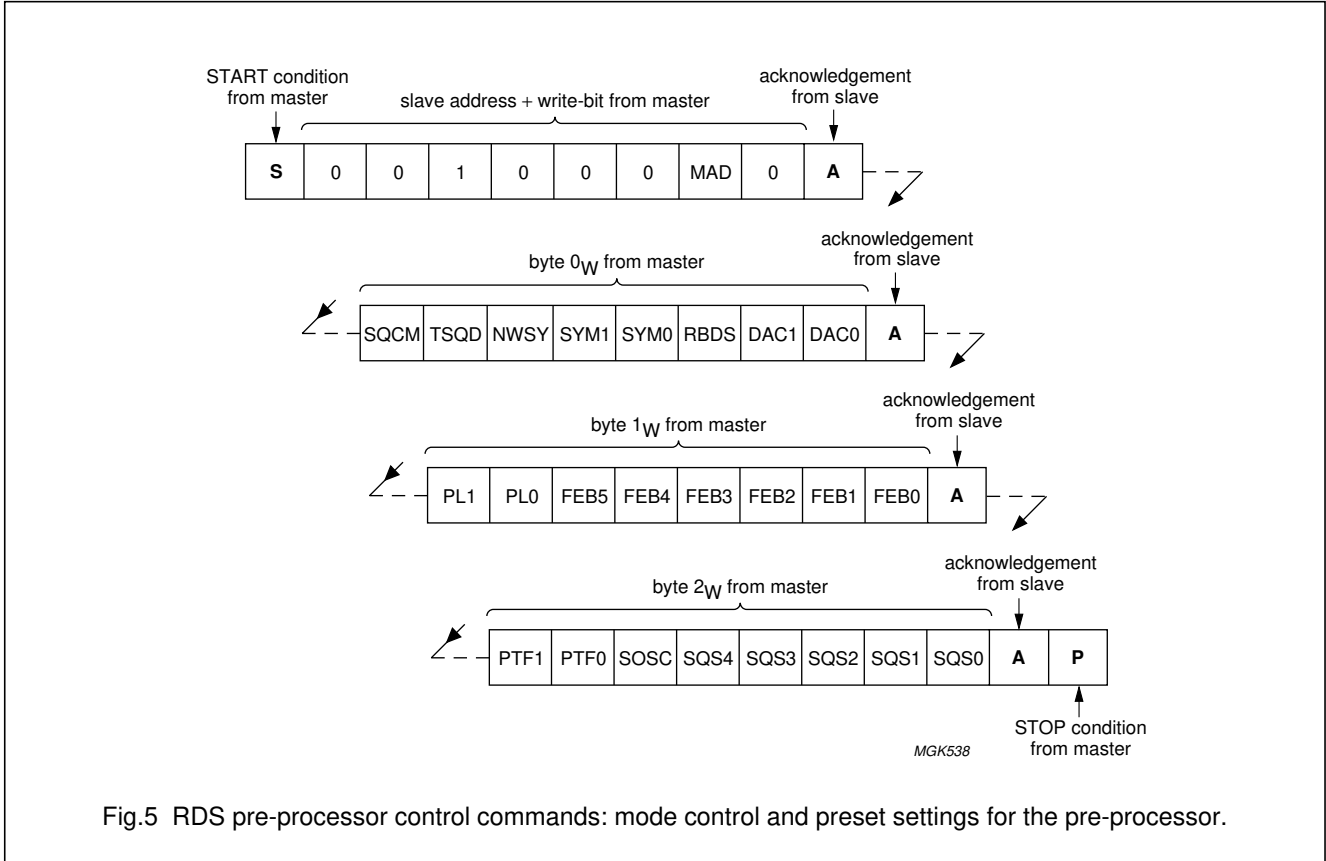 START condition
from master
slave address + write-bit from master
acknowledgement
from slave
S 0 0 1 0 0 0 MAD 0 A
acknowledgement
from slave
byte 0W from master
SQCM TSQD NWSY SYM1 SYM0 RBDS DAC1 DAC0 A
acknowledgement
from slave
byte 1W from master
PL1 PL0 FEB5 FEB4 FEB3 FEB2 FEB1 FEB0 A
acknowledgement
from slave
byte 2W from master
PTF1 PTF0 SOSC SQS4 SQS3 SQS2 SQS1 SQS0 A P
STOP condition
from master
MGK538
Fig.5 RDS pre-processor control commands: mode control and preset settings for the pre-processor.